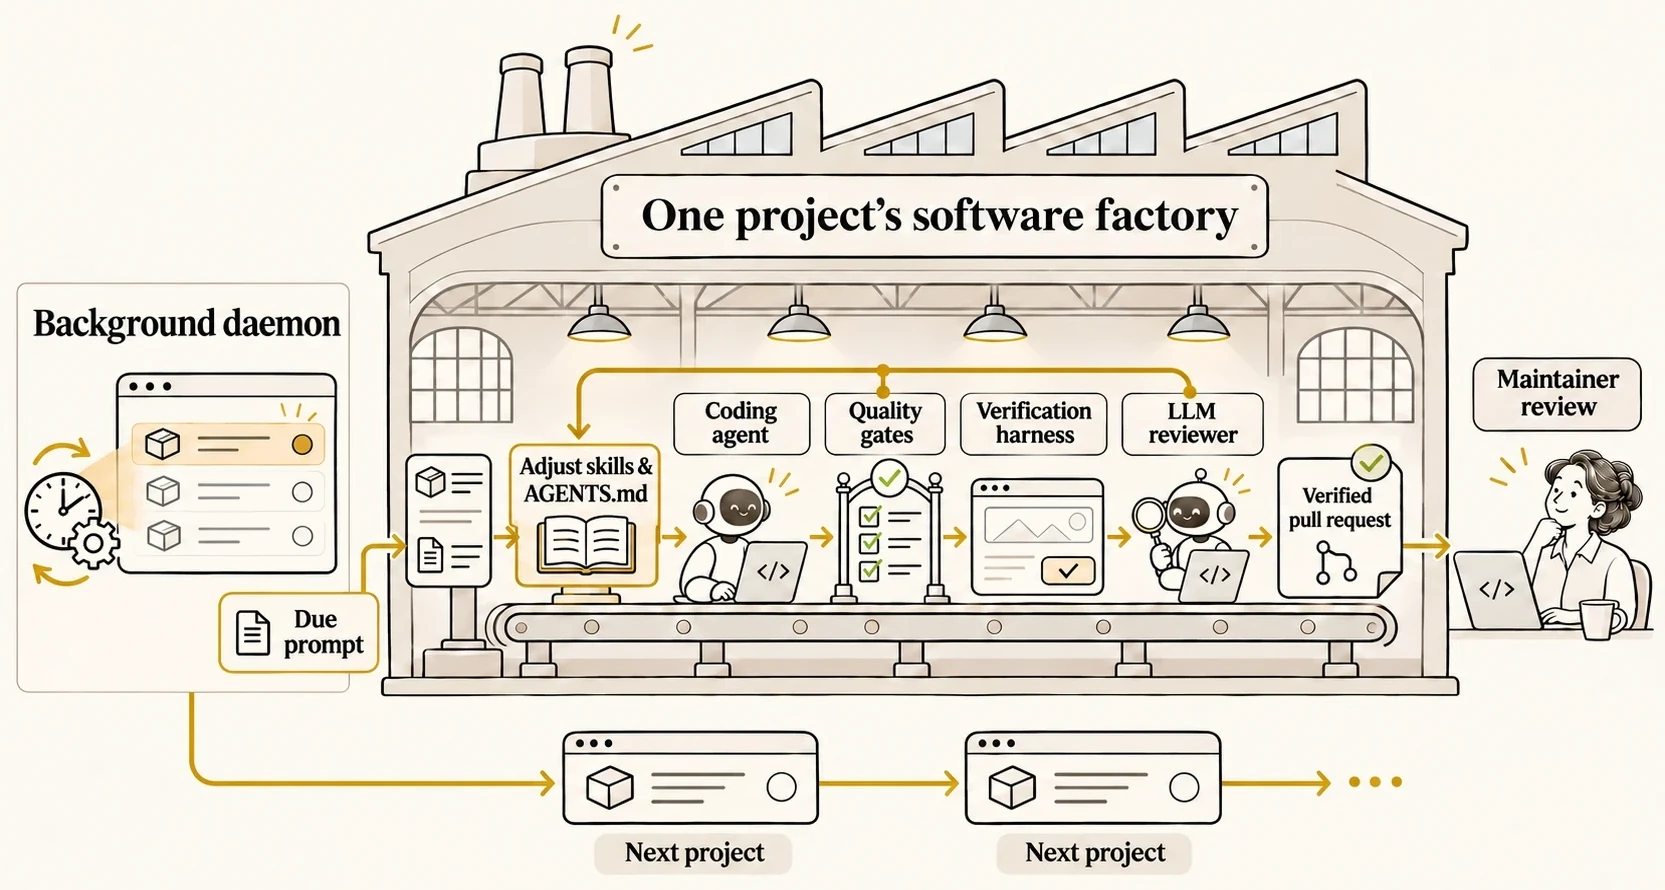 One project's software factory
Background daemon
Due
prompt
Adjust skills &
AGENTS.md
Coding
agent
</>
Quality
gates
Verification
harness
LLM
reviewer
</>
Verified
pull request
Maintainer
review
</>
Next project
Next project